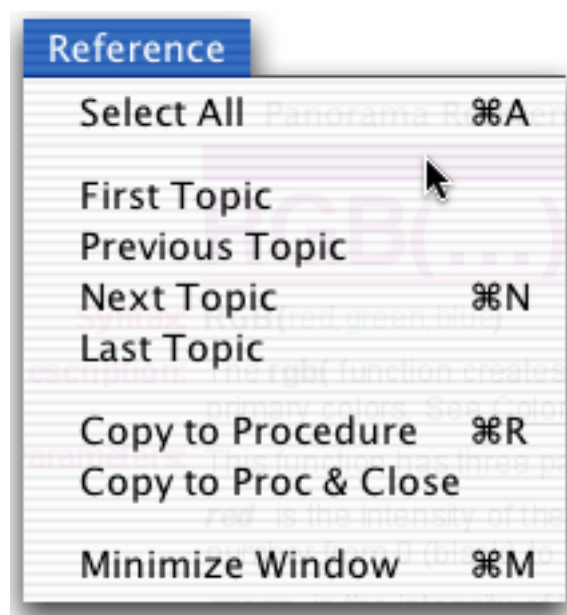 Reference
Select All ⌘A
First Topic
Previous Topic
Next Topic ⌘N
Last Topic
Copy to Procedure ⌘R
Copy to Proc & Close
Minimize Window ⌘M